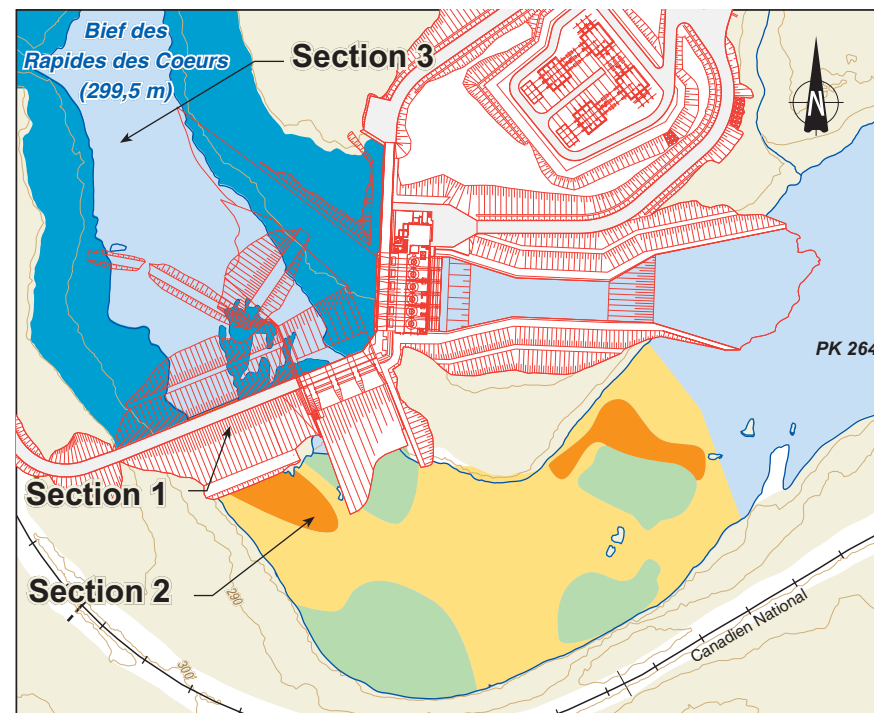 Bief des
Rapides des Coeurs
(299,5 m)
Section 3
N
PK 264
Section 1
Section 2
290
300
Canadien National